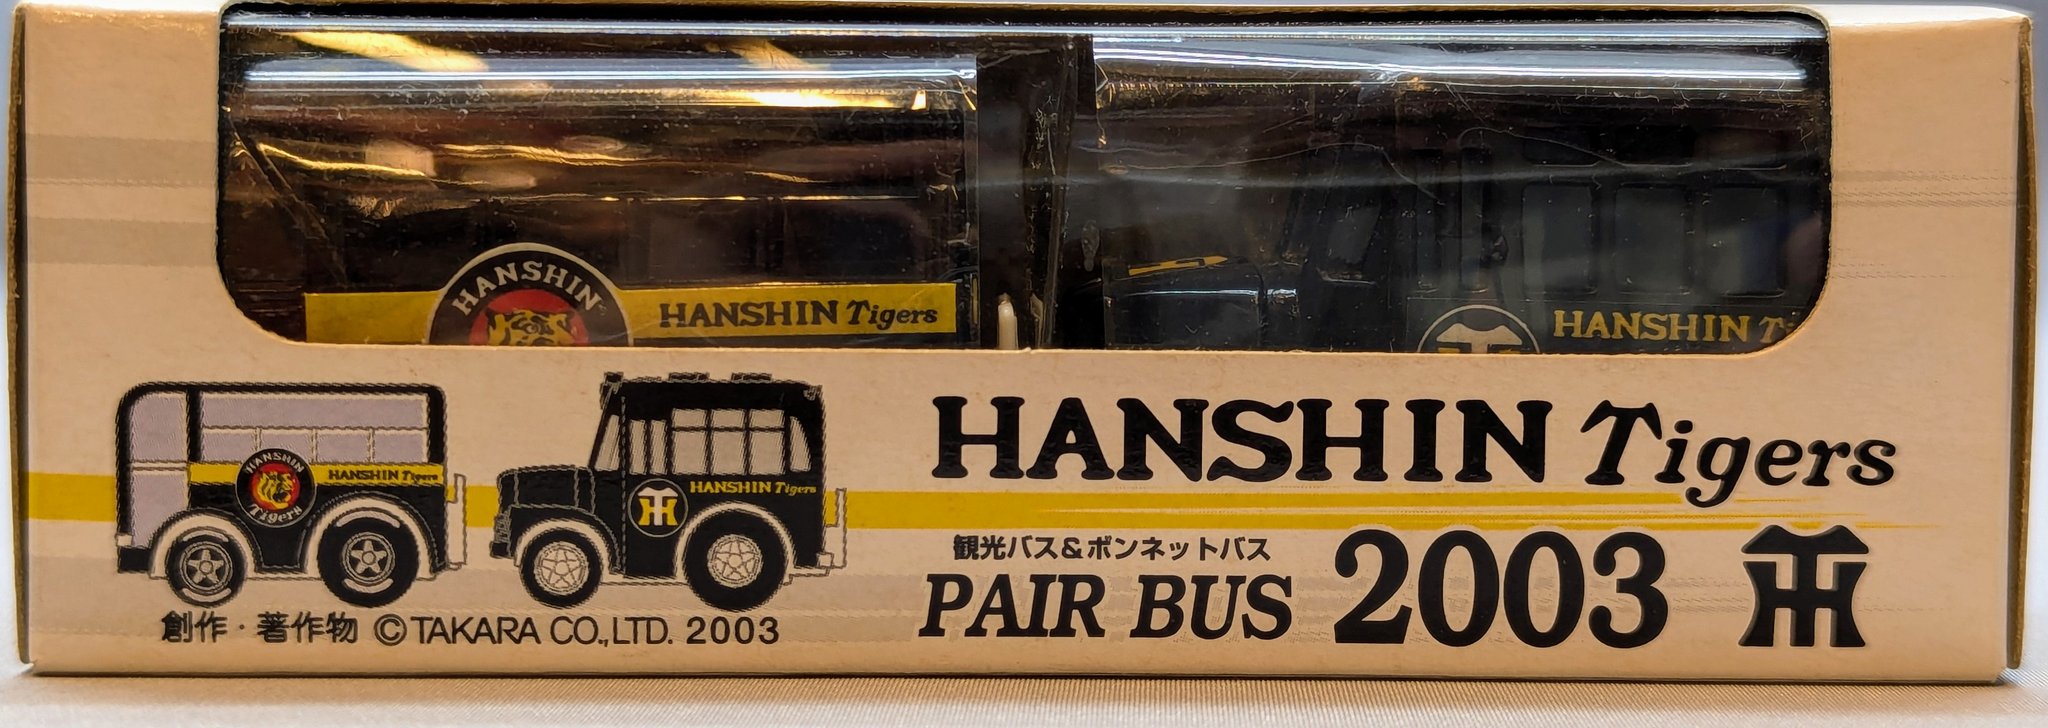 HANSHIN
HANSHIN Tigers
HANSHIN
HANSHIN
Tigers
HANSHIN Tigers
HANSHIN Tigers
HANSHIN Tigers
観光バス&ボンネットバス
PAIR BUS 2003
創作・著作物 ©TAKARA CO.,LTD. 2003